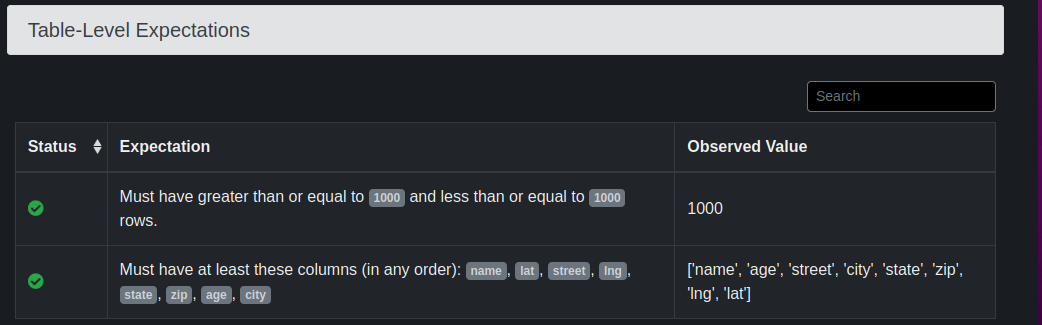 Table-Level Expectations
Search
Status Expectation Observed Value
Must have greater than or equal to 1000 and less than or equal to 1000
rows.
1000
Must have at least these columns (in any order): name, lat, street, lng,
state, zip, age, city
['name', 'age', 'street', 'city', 'state', 'zip',
'lng', 'lat']